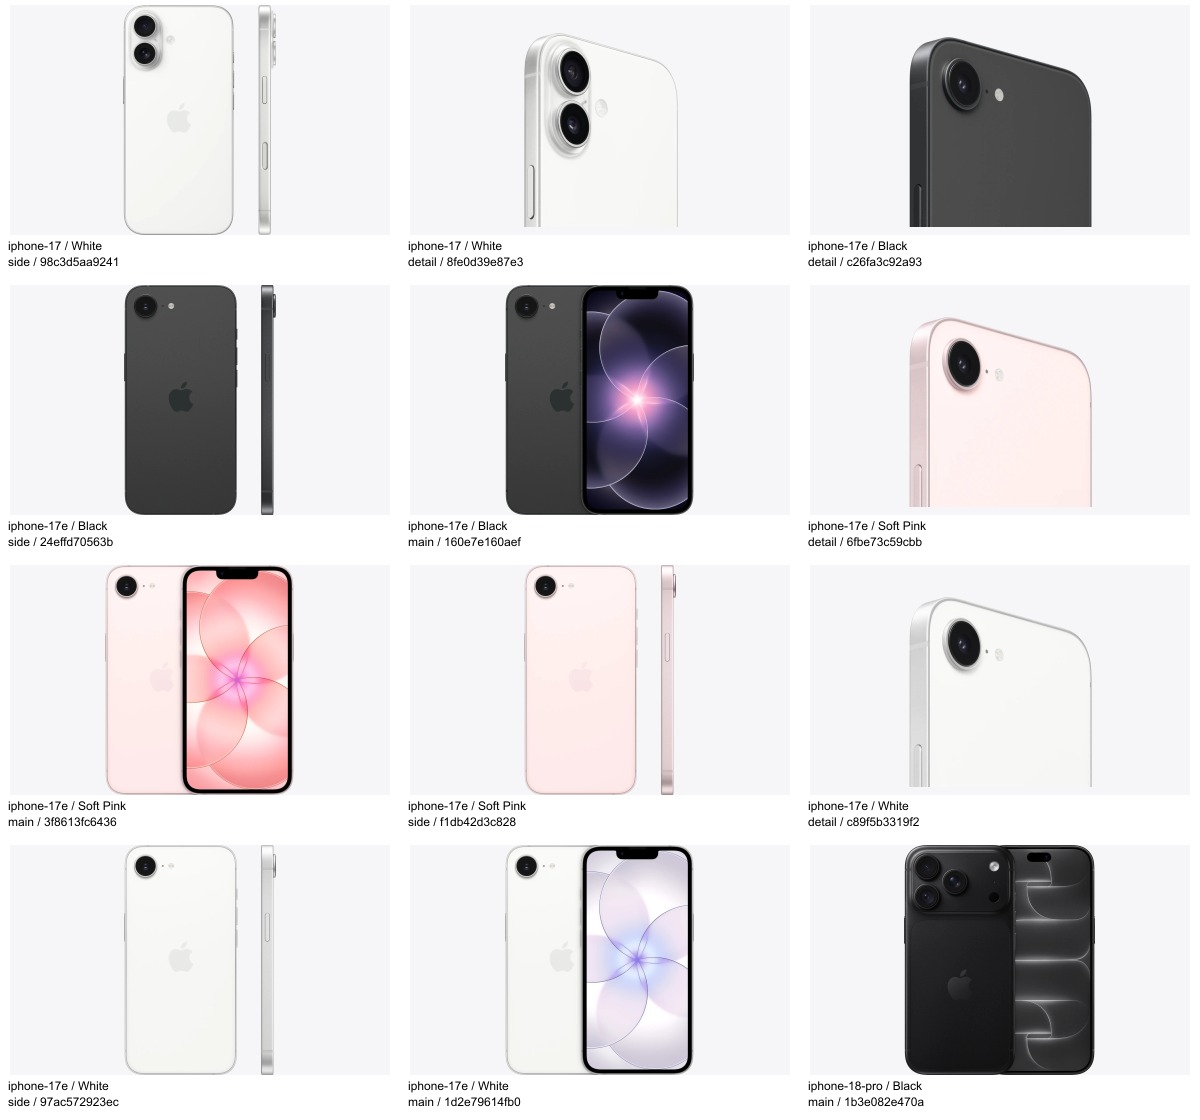 iphone-17 / White
side / 98c3d5aa9241
iphone-17 / White
detail / 8fe0d39e87e3
iphone-17e / Black
detail / c26fa3c92a93
iphone-17e / Black
side / 24effd70563b
iphone-17e / Black
main / 160e7e160aef
iphone-17e / Soft Pink
detail / 6fbe73c59cbb
iphone-17e / Soft Pink
main / 3f8613fc6436
iphone-17e / Soft Pink
side / f1db42d3c828
iphone-17e / White
detail / c89f5b3319f2
iphone-17e / White
side / 97ac572923ec
iphone-17e / White
main / 1d2e79614fb0
iphone-18-pro / Black
main / 1b3e082e470a